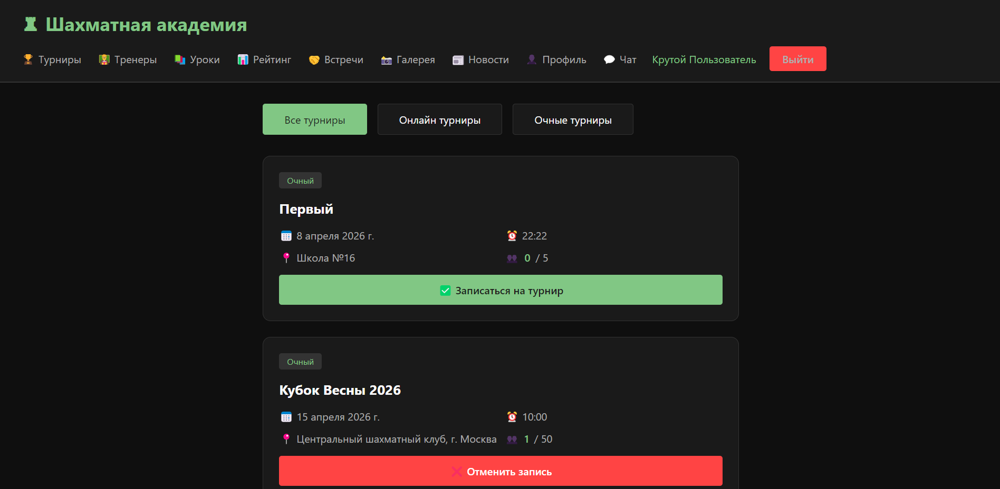 Шахматная академия
Турниры Тренеры Уроки Рейтинг Встречи Галерея Новости Профиль Чат Крутой Пользователь Выйти
Все турниры Онлайн турниры Очные турниры
Очный
Первый
8 апреля 2026 г. 22:22
Школа №16 0 / 5
Записаться на турнир
Очный
Кубок Весны 2026
15 апреля 2026 г. 10:00
Центральный шахматный клуб, г. Москва 1 / 50
Отменить запись